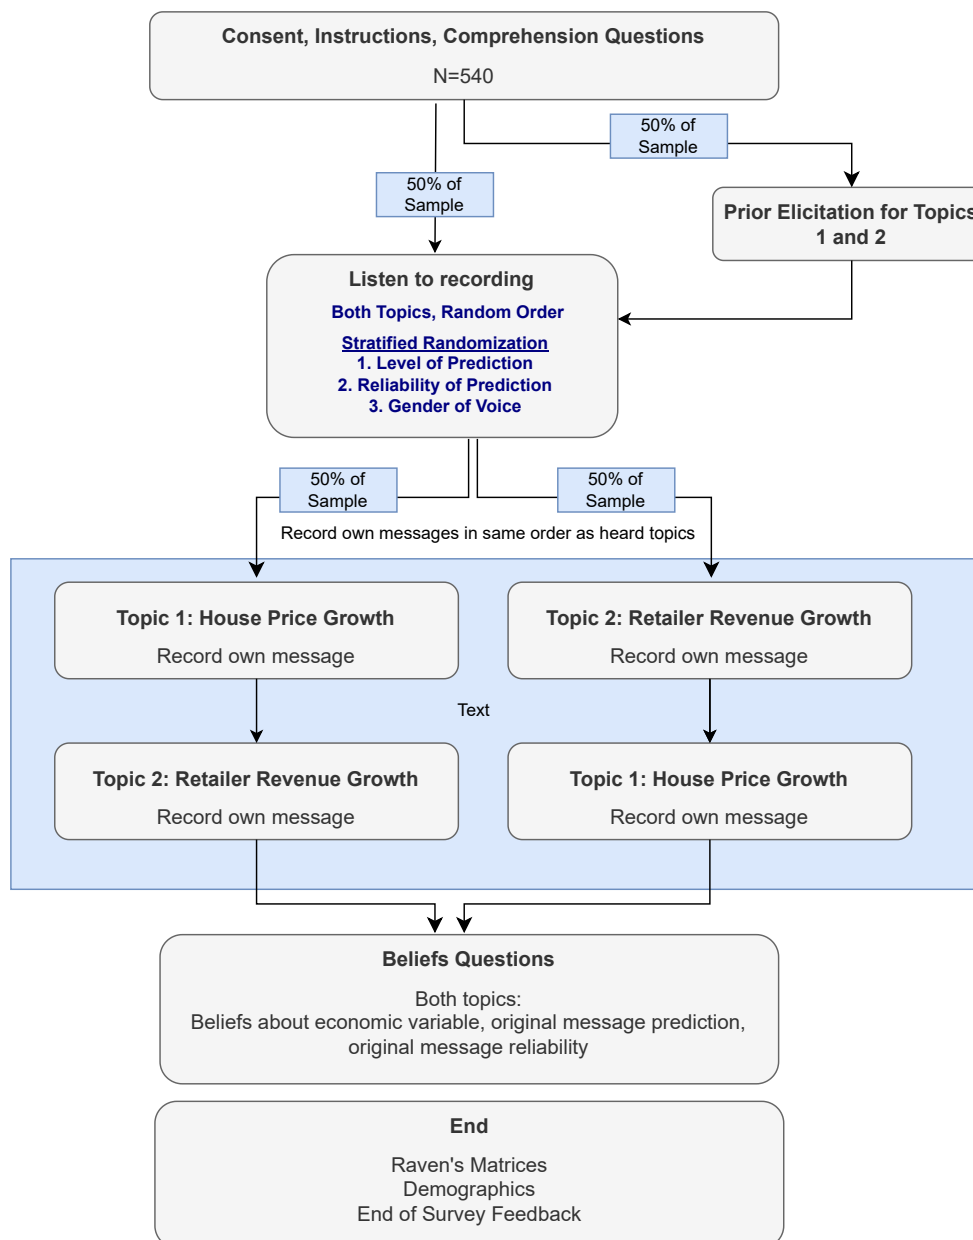 Consent, Instructions, Comprehension Questions
N=540
50% of
Sample
50% of
Sample
Prior Elicitation for Topics
1 and 2
Listen to recording
Both Topics, Random Order
Stratified Randomization
1. Level of Prediction
2. Reliability of Prediction
3. Gender of Voice
50% of
Sample
50% of
Sample
Record own messages in same order as heard topics
Topic 1: House Price Growth
Record own message
Topic 2: Retailer Revenue Growth
Record own message
Text
Topic 2: Retailer Revenue Growth
Record own message
Topic 1: House Price Growth
Record own message
Beliefs Questions
Both topics:
Beliefs about economic variable, original message prediction,
original message reliability
End
Raven's Matrices
Demographics
End of Survey Feedback